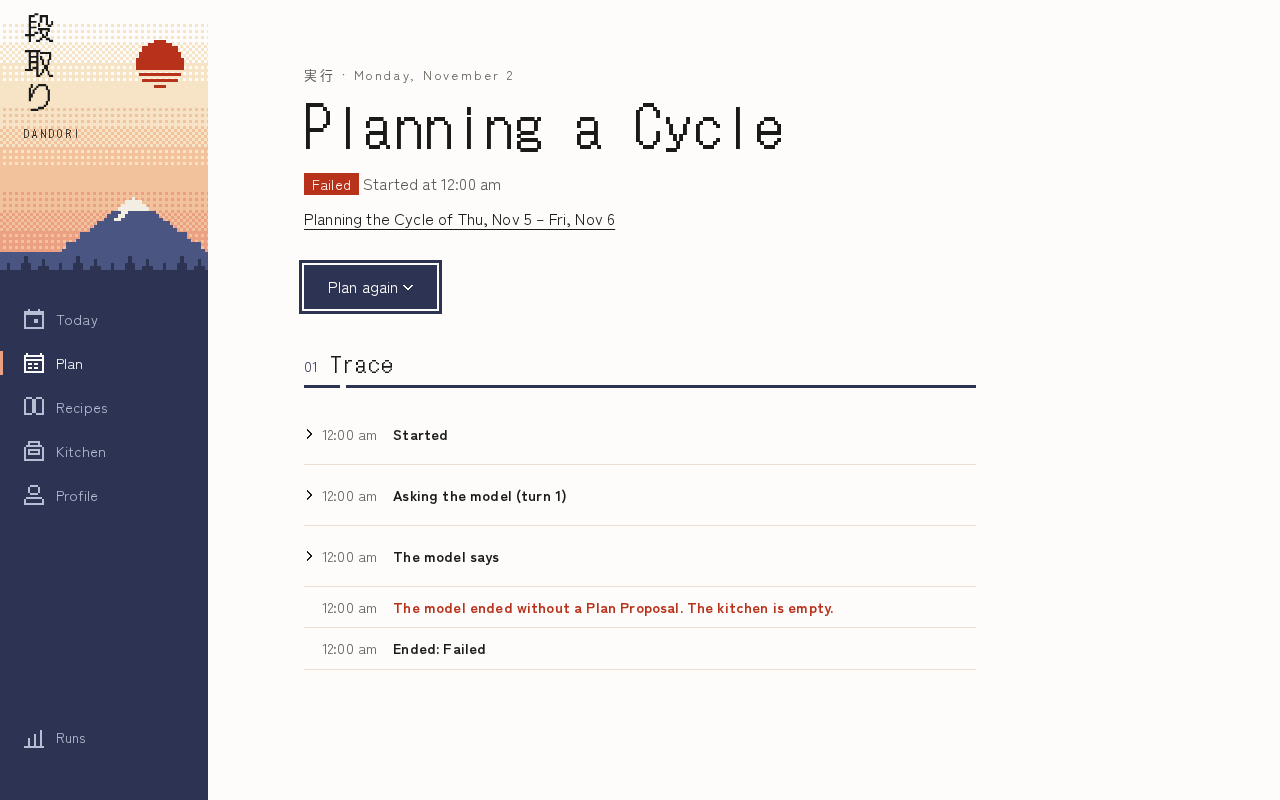 段取り
DANDORI
Today
Plan
Recipes
Kitchen
Profile
Runs
実行 · Monday, November 2
Planning a Cycle
Failed Started at 12:00 am
Planning the Cycle of Thu, Nov 5 – Fri, Nov 6
Plan again
01 Trace
12:00 am Started
12:00 am Asking the model (turn 1)
12:00 am The model says
12:00 am The model ended without a Plan Proposal. The kitchen is empty.
12:00 am Ended: Failed